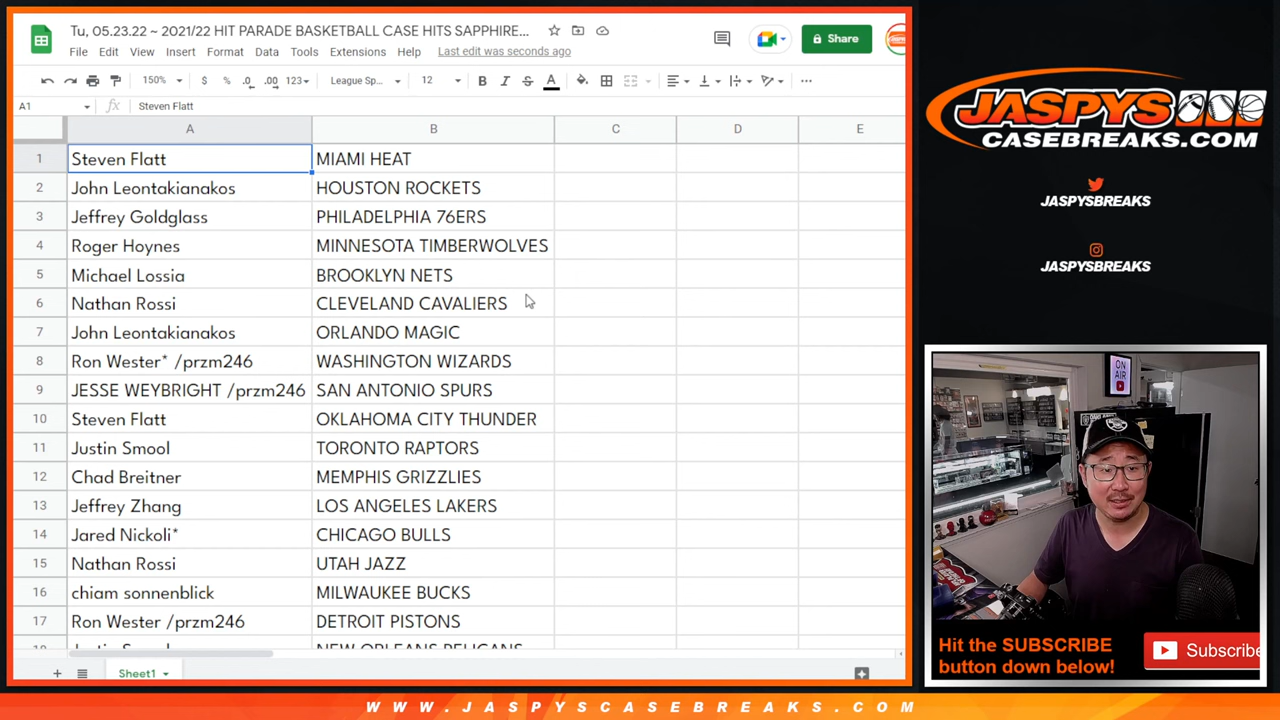 Tu, 05.23.22 ~ 2021/22 HIT PARADE BASKETBALL CASE HITS SAPPHIRE...
File Edit View Insert Format Data Tools Extensions Help Last edit was seconds ago
Share
150% $ % .0 .00 123 League Sp... 12 B I S A
A1 fx Steven Flatt
A B C D E
1 Steven Flatt MIAMI HEAT
2 John Leontakianakos HOUSTON ROCKETS
3 Jeffrey Goldglass PHILADELPHIA 76ERS
4 Roger Hoynes MINNESOTA TIMBERWOLVES
5 Michael Lossia BROOKLYN NETS
6 Nathan Rossi CLEVELAND CAVALIERS
7 John Leontakianakos ORLANDO MAGIC
8 Ron Wester* /przm246 WASHINGTON WIZARDS
9 JESSE WEYBRIGHT /przm246 SAN ANTONIO SPURS
10 Steven Flatt OKLAHOMA CITY THUNDER
11 Justin Smool TORONTO RAPTORS
12 Chad Breitner MEMPHIS GRIZZLIES
13 Jeffrey Zhang LOS ANGELES LAKERS
14 Jared Nickoli* CHICAGO BULLS
15 Nathan Rossi UTAH JAZZ
16 chiam sonnenblick MILWAUKEE BUCKS
17 Ron Wester /przm246 DETROIT PISTONS
NEW ORLEANS PELICANS
Sheet1
JASPYS
CASEBREAKS.COM
JASPYSBREAKS
JASPYSBREAKS
ON
AIR
Hit the SUBSCRIBE
button down below!
Subscribe
WWW.JASPYSCASEBREAKS.COM